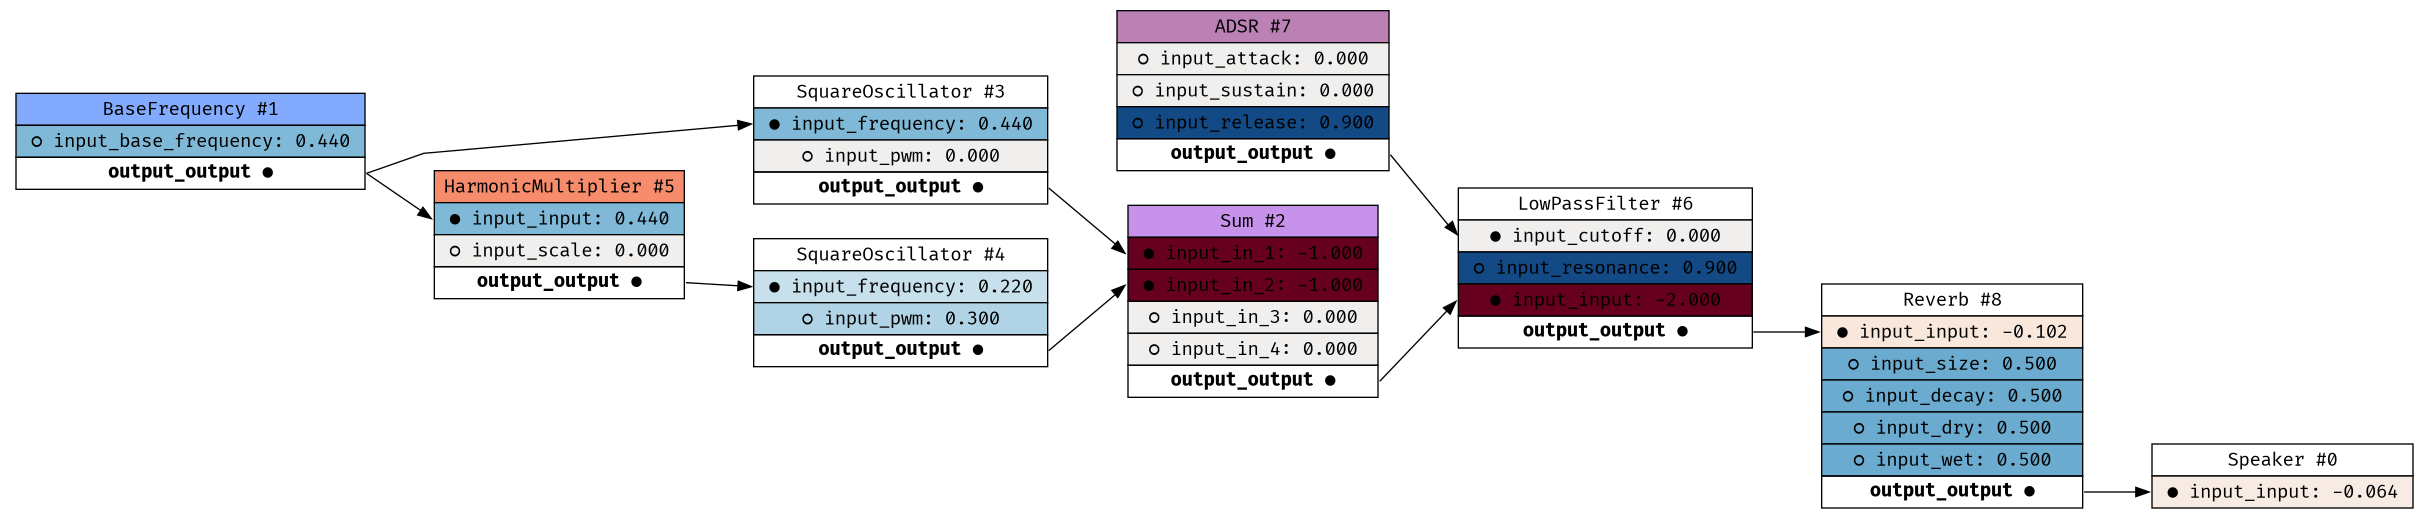 BaseFrequency #1
○ input_base_frequency: 0.440
output_output ●
HarmonicMultiplier #5
● input_input: 0.440
○ input_scale: 0.000
output_output ●
SquareOscillator #3
● input_frequency: 0.440
○ input_pwm: 0.000
output_output ●
SquareOscillator #4
● input_frequency: 0.220
○ input_pwm: 0.300
output_output ●
ADSR #7
○ input_attack: 0.000
○ input_sustain: 0.000
○ input_release: 0.900
output_output ●
Sum #2
● input_in_1: -1.000
● input_in_2: -1.000
○ input_in_3: 0.000
○ input_in_4: 0.000
output_output ●
LowPassFilter #6
● input_cutoff: 0.000
○ input_resonance: 0.900
● input_input: -2.000
output_output ●
Reverb #8
● input_input: -0.102
○ input_size: 0.500
○ input_decay: 0.500
○ input_dry: 0.500
○ input_wet: 0.500
output_output ●
Speaker #0
● input_input: -0.064